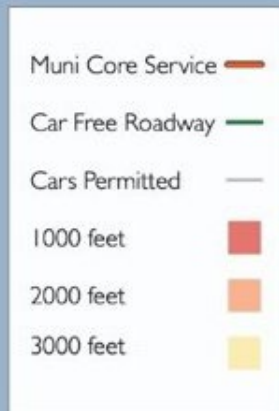 Muni Core Service
Car Free Roadway
Cars Permitted
1000 feet
2000 feet
3000 feet